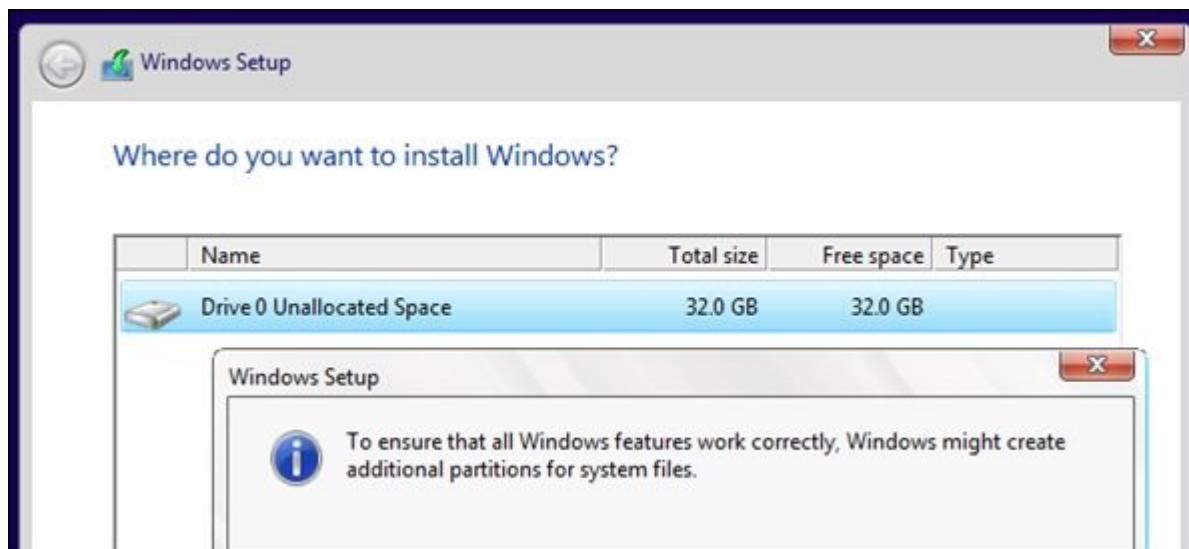 Windows Setup
Where do you want to install Windows?
Name Total size Free space Type
Drive 0 Unallocated Space 32.0 GB 32.0 GB
Windows Setup
To ensure that all Windows features work correctly, Windows might create
additional partitions for system files.